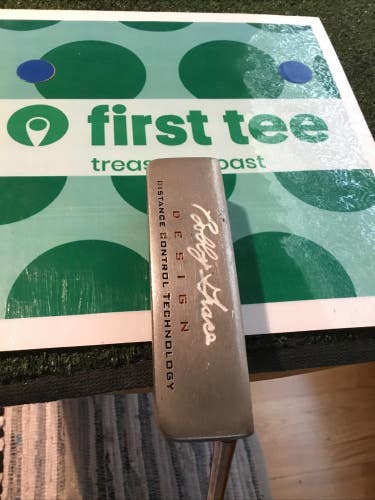 first tee
treas oast
Bobby Grace
DESIGN
DISTANCE CONTROL TECHNOLOGY